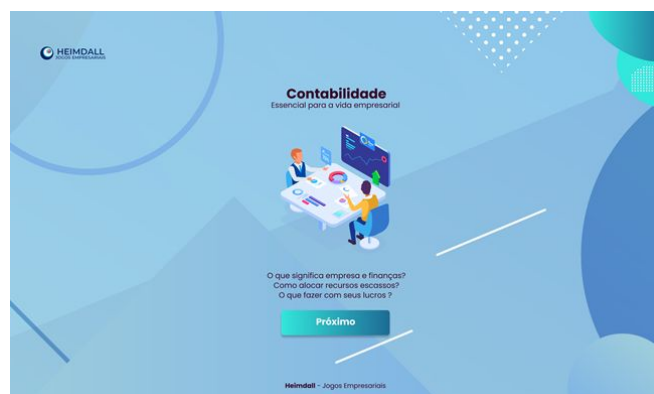 HEIMDALL
JOGOS EMPRESARIAIS
Contabilidade
Essencial para a vida empresarial
O que significa empresa e finanças?
Como alocar recursos escassos?
O que fazer com seus lucros ?
Próximo
Heimdall - Jogos Empresariais